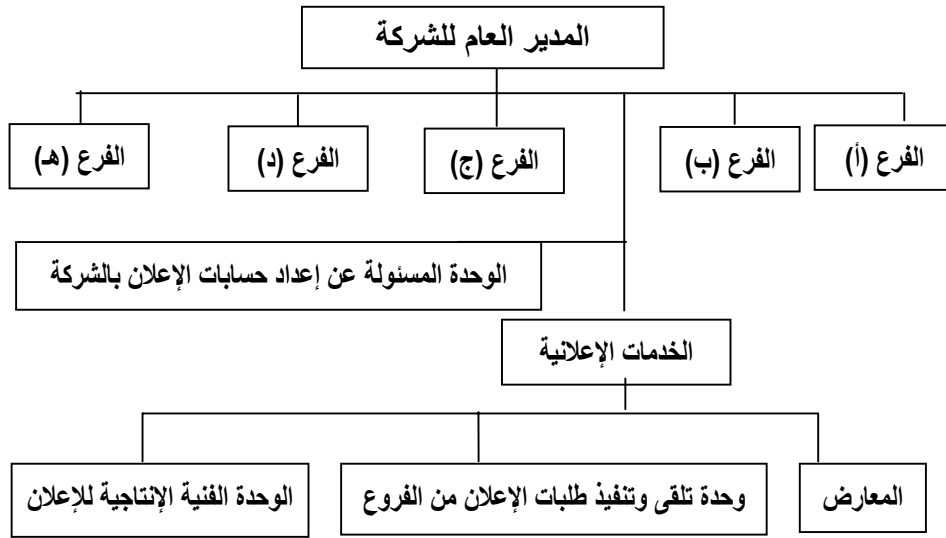 المدير العام للشركة
الفرع (أ)
الفرع (ب)
الفرع (ج)
الفرع (د)
الفرع (هـ)
الوحدة المسئولة عن إعداد حسابات الإعلان بالشركة
الخدمات الإعلانية
المعارض
وحدة تلقى وتنفيذ طلبات الإعلان من الفروع
الوحدة الفنية الإنتاجية للإعلان